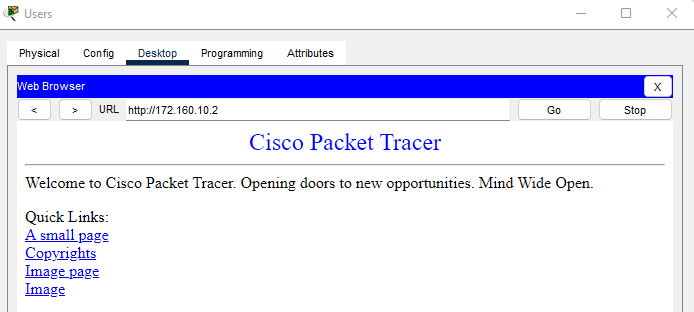 Users
Physical Config Desktop Programming Attributes
Web Browser X
< > URL http://172.160.10.2 Go Stop
Cisco Packet Tracer
Welcome to Cisco Packet Tracer. Opening doors to new opportunities. Mind Wide Open.
Quick Links:
A small page
Copyrights
Image page
Image